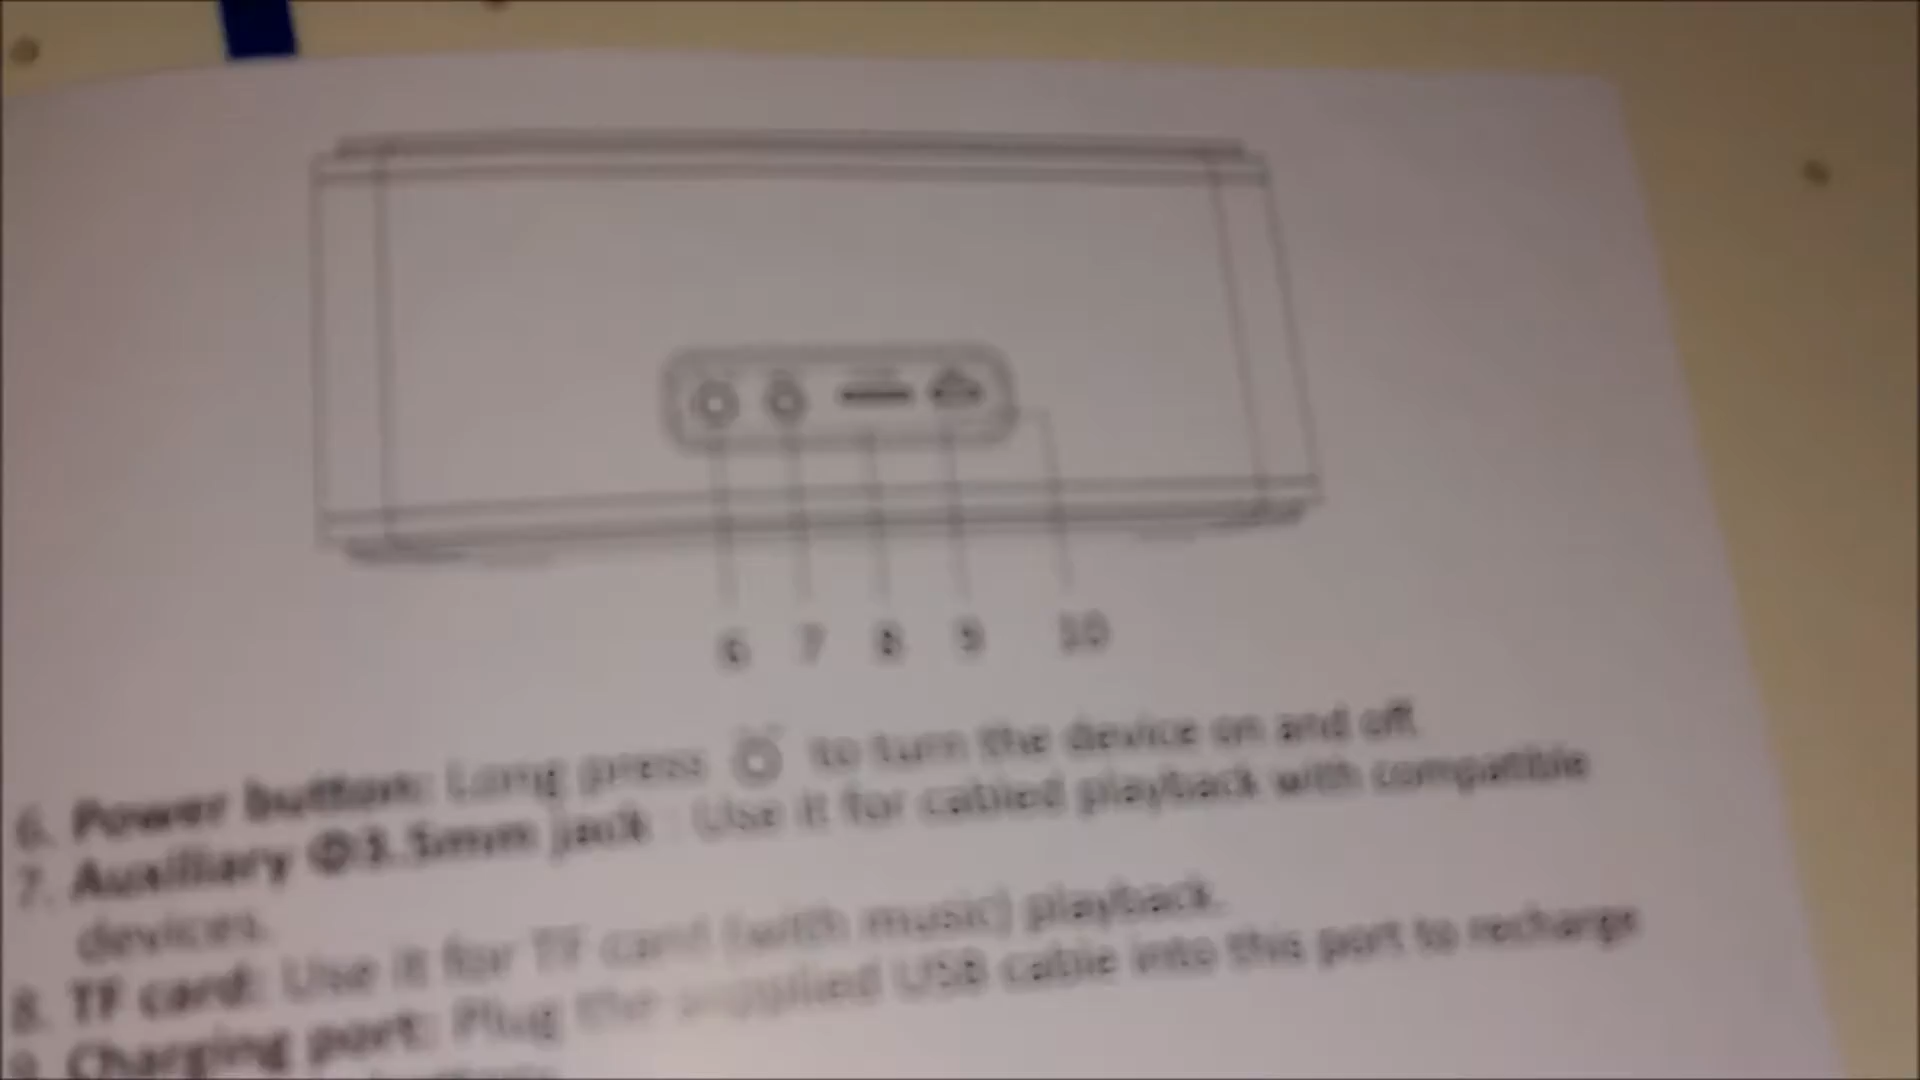 6 7 8 9 10
6. Power button: Long press to turn the device on and off.
7. Auxiliary Φ3.5mm jack : Use it for cabled playback with compatible
devices.
8. TF card: Use it for TF card (with music) playback.
9. Charging port: Plug the supplied USB cable into this port to recharge